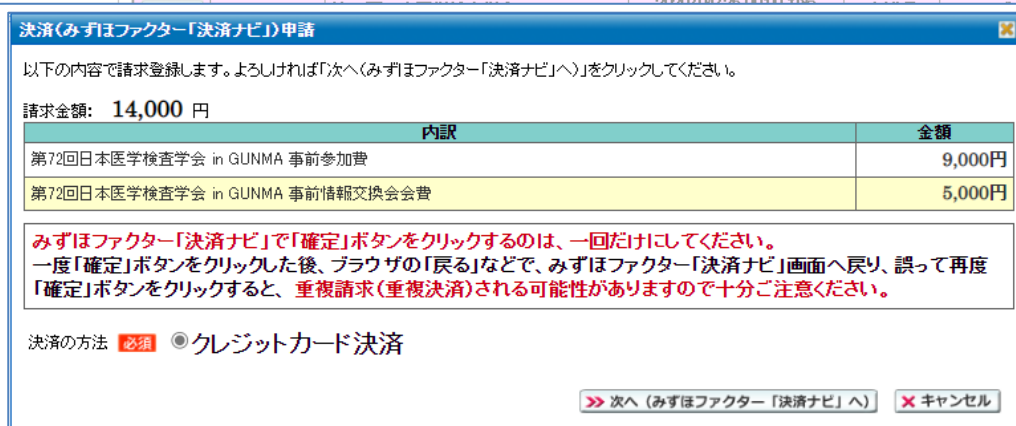 決済(みずほファクター「決済ナビ」)申請
以下の内容で請求登録します。よろしければ「次へ(みずほファクター「決済ナビ」へ)」をクリックしてください。
請求金額: 14,000 円
内訳 金額
第72回日本医学検査学会 in GUNMA 事前参加費 9,000円
第72回日本医学検査学会 in GUNMA 事前情報交換会会費 5,000円
みずほファクター「決済ナビ」で「確定」ボタンをクリックするのは、一回だけにしてください。
一度「確定」ボタンをクリックした後、ブラウザの「戻る」などで、みずほファクター「決済ナビ」画面へ戻り、誤って再度
「確定」ボタンをクリックすると、重複請求(重複決済)される可能性がありますので十分ご注意ください。
決済の方法 必須 クレジットカード決済
次へ (みずほファクター「決済ナビ」へ) キャンセル